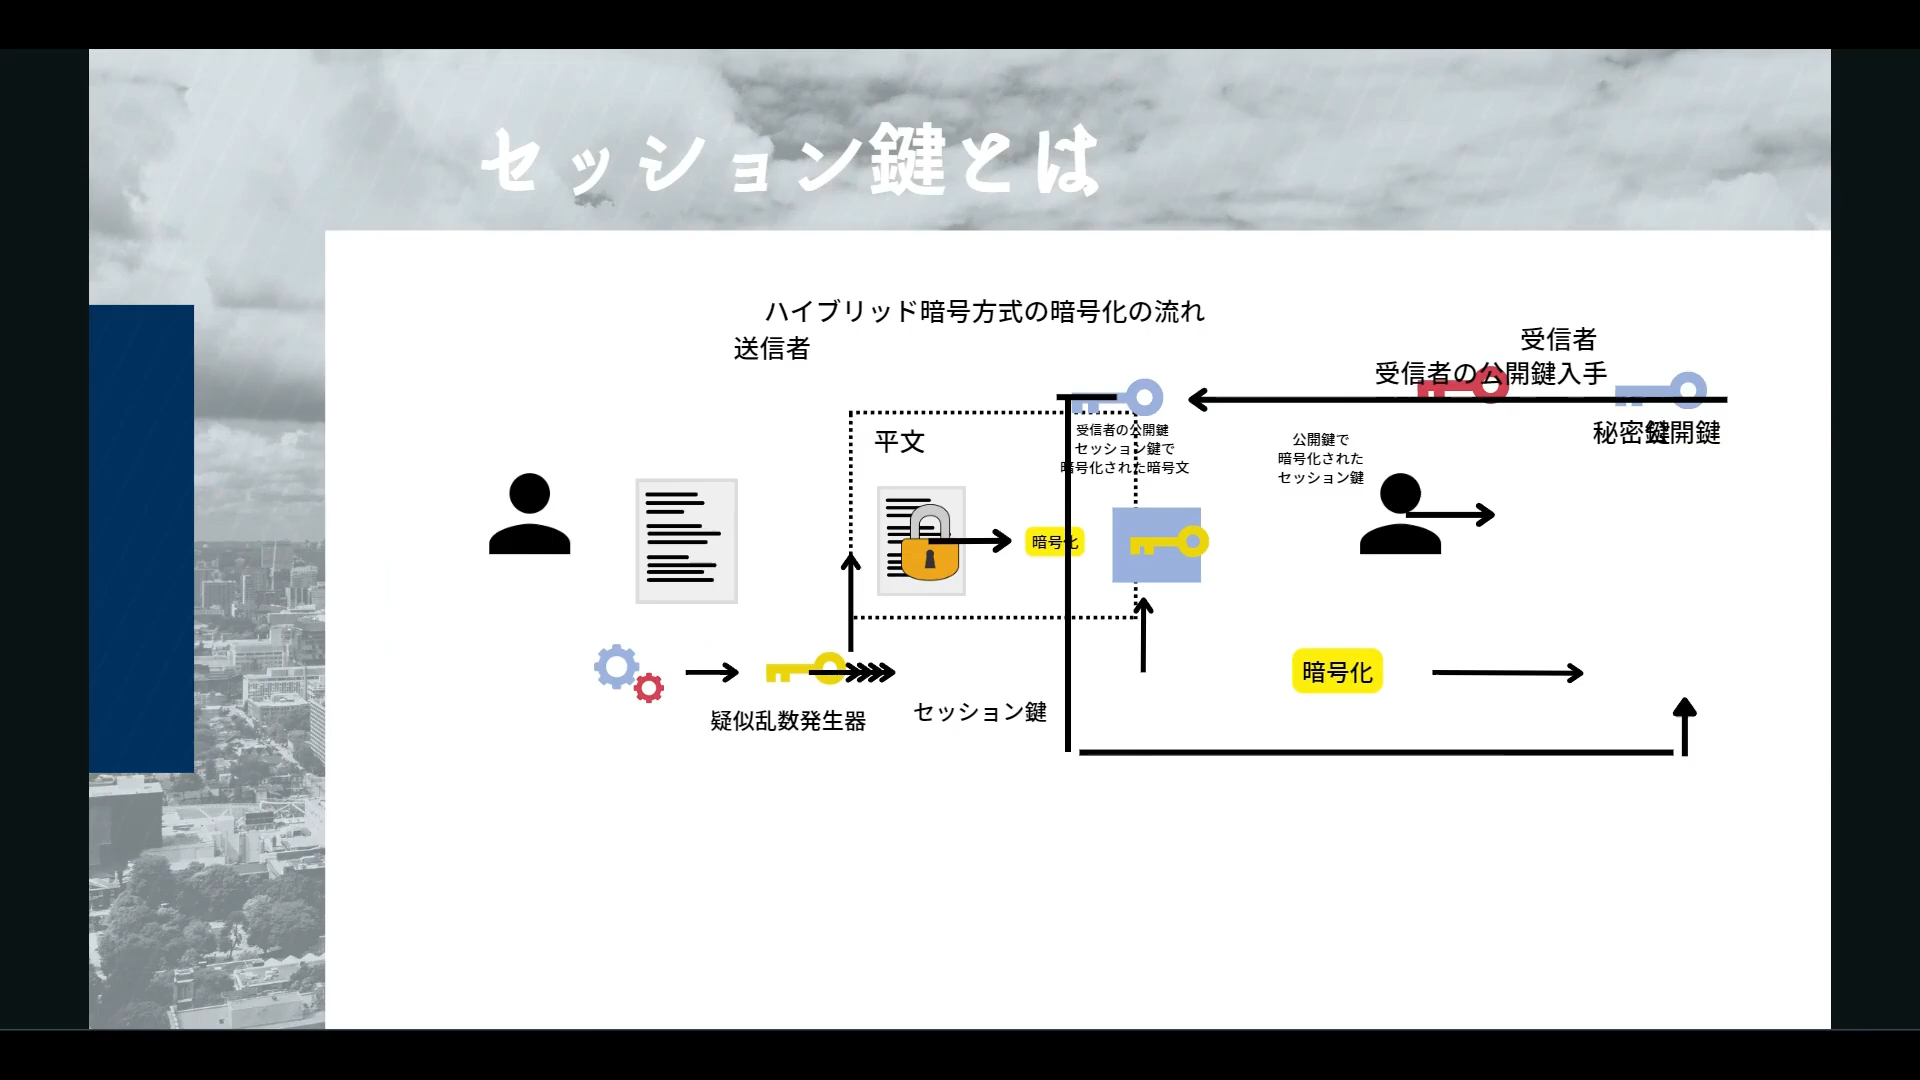 セッション鍵とは
ハイブリッド暗号方式の暗号化の流れ
送信者
受信者
受信者の公開鍵入手
平文
受信者の公開鍵
セッション鍵で
暗号化された暗号文
公開鍵で
暗号化された
セッション鍵
秘密鍵
公開鍵
暗号化
暗号化
疑似乱数発生器
セッション鍵